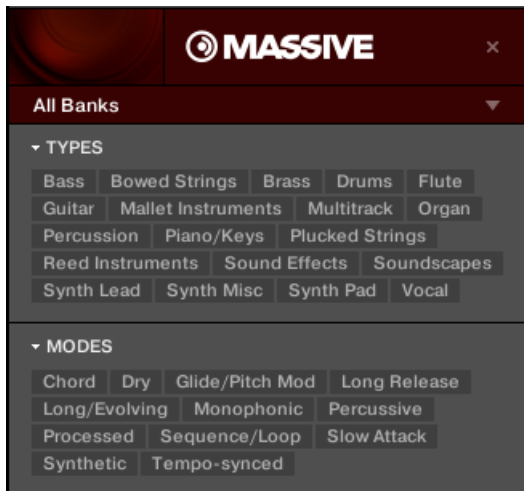 MASSIVE
All Banks
TYPES
Bass Bowed Strings Brass Drums Flute
Guitar Mallet Instruments Multitrack Organ
Percussion Piano/Keys Plucked Strings
Reed Instruments Sound Effects Soundscapes
Synth Lead Synth Misc Synth Pad Vocal
MODES
Chord Dry Glide/Pitch Mod Long Release
Long/Evolving Monophonic Percussive
Processed Sequence/Loop Slow Attack
Synthetic Tempo-synced